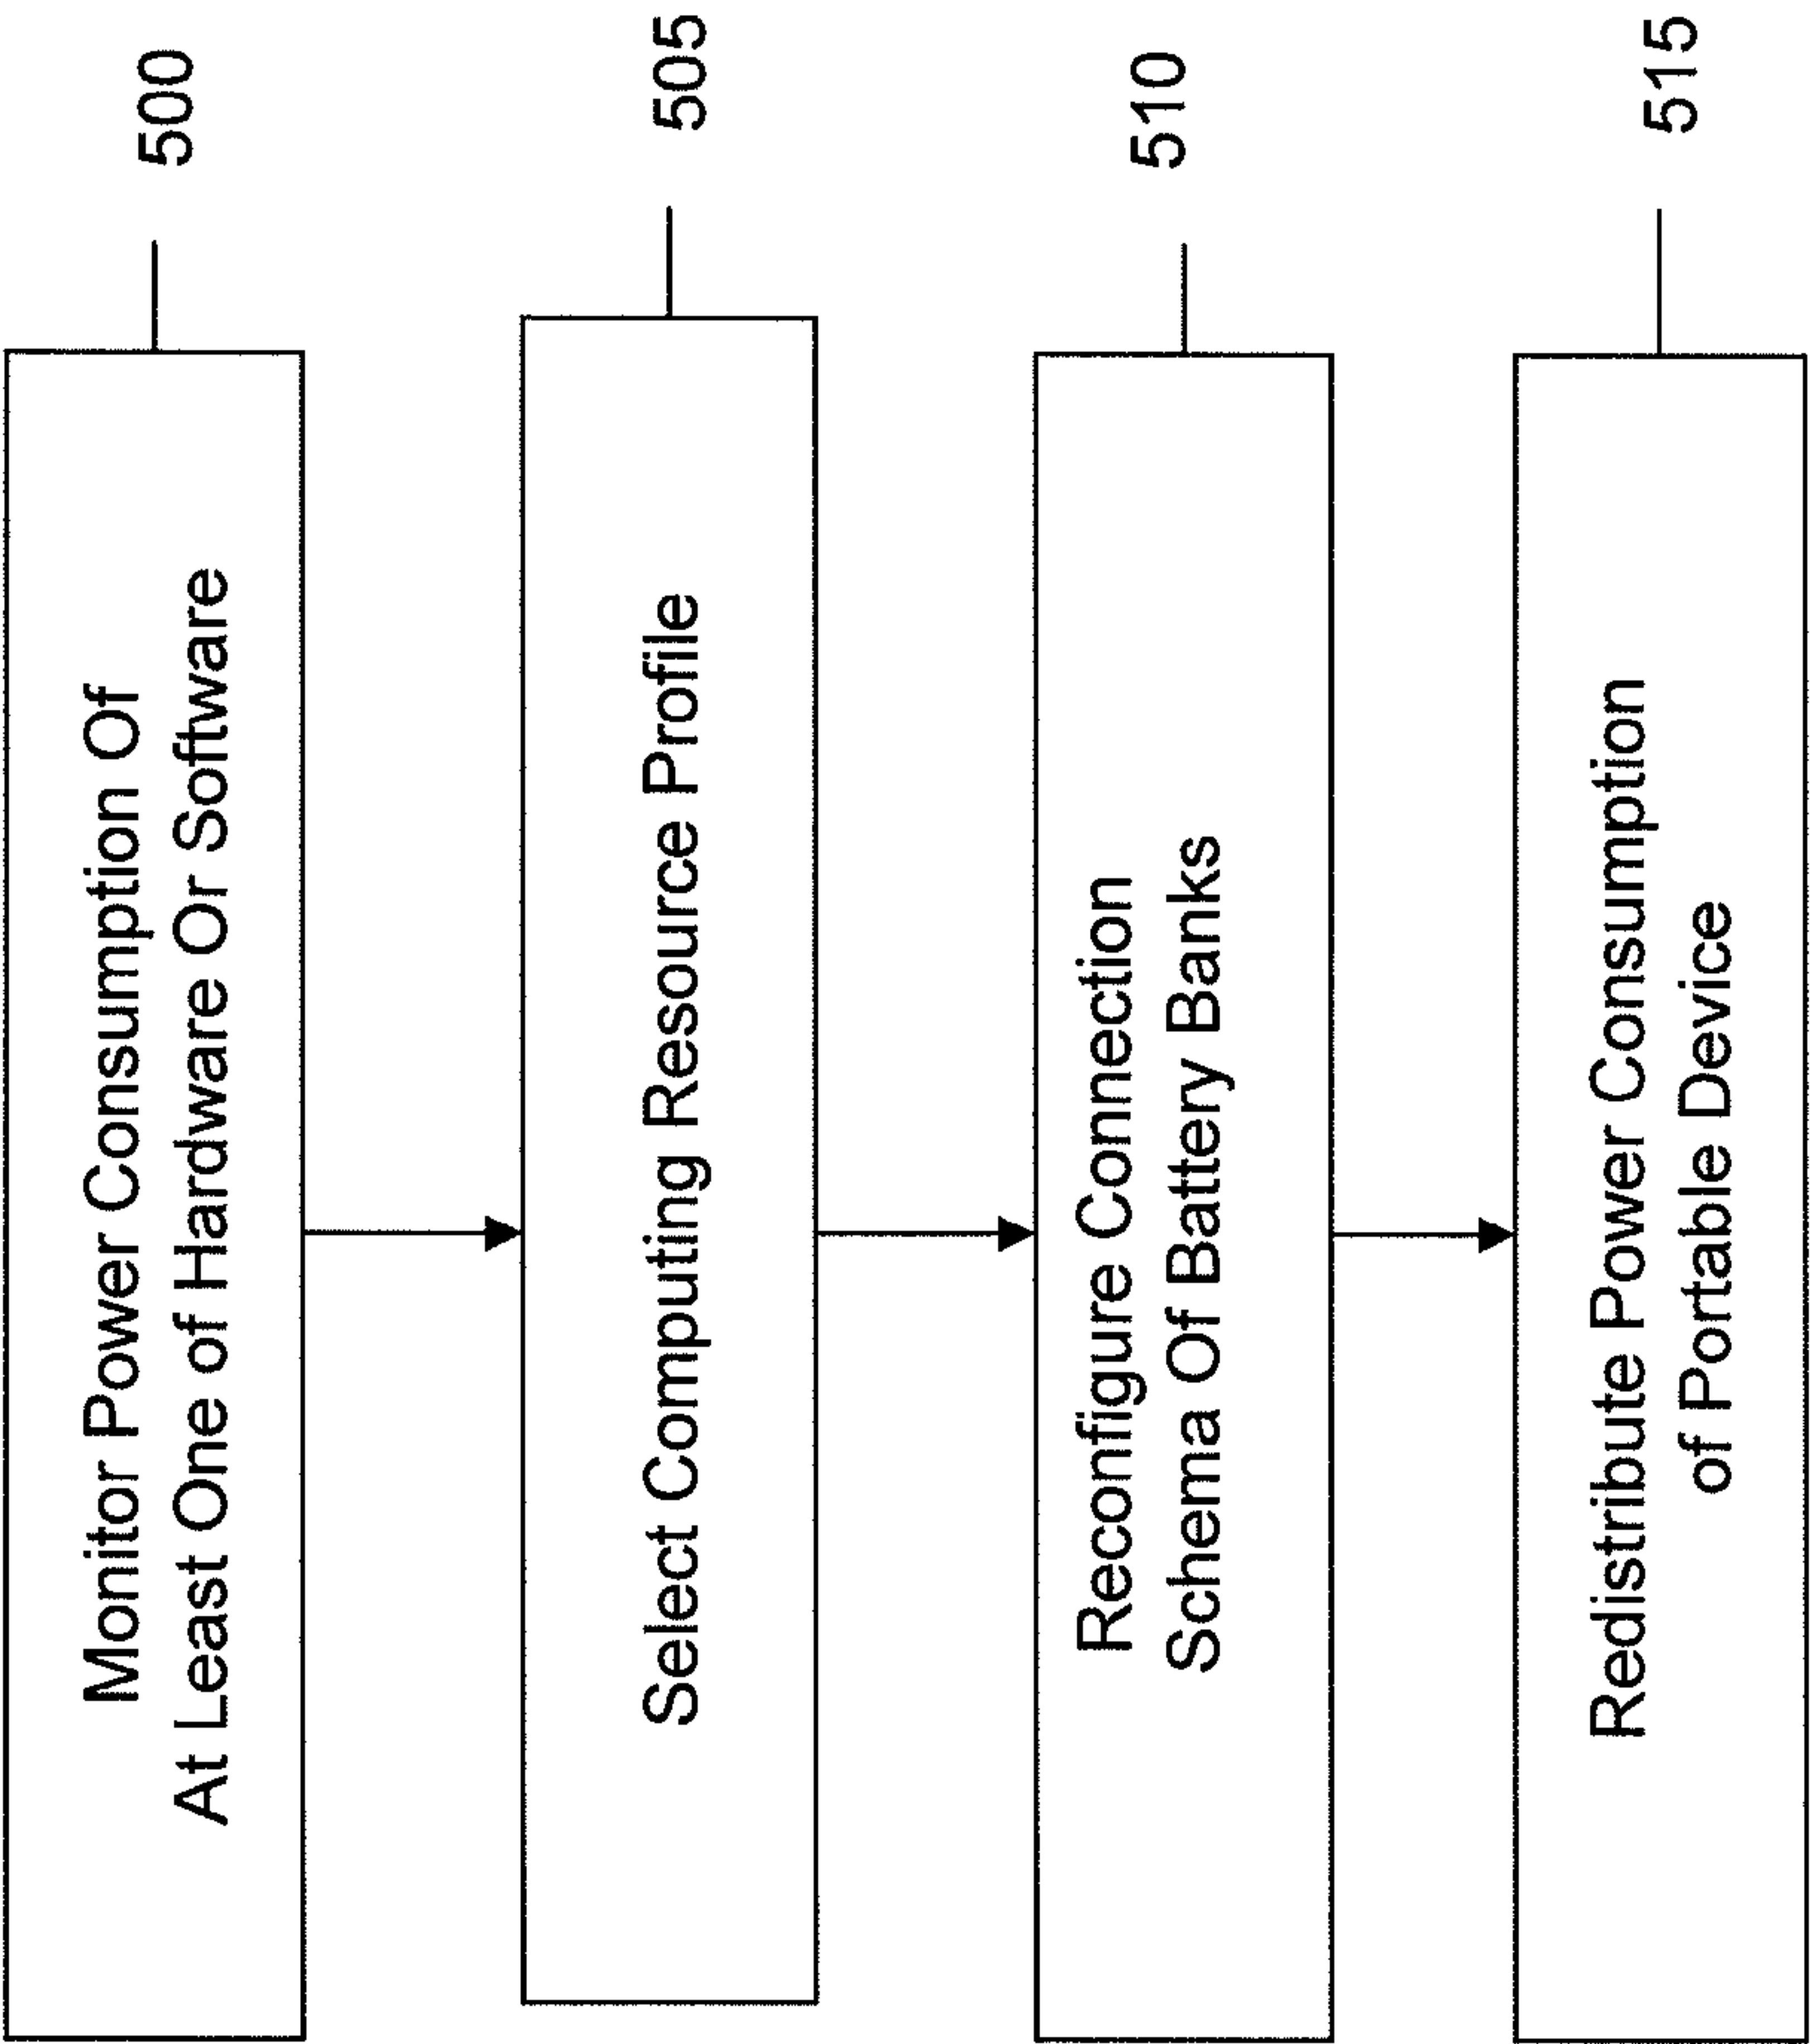 Monitor Power Consumption Of
At Least One of Hardware Or Software
500
Select Computing Resource Profile
505
Reconfigure Connection
Schema Of Battery Banks
510
Redistribute Power Consumption
of Portable Device
515